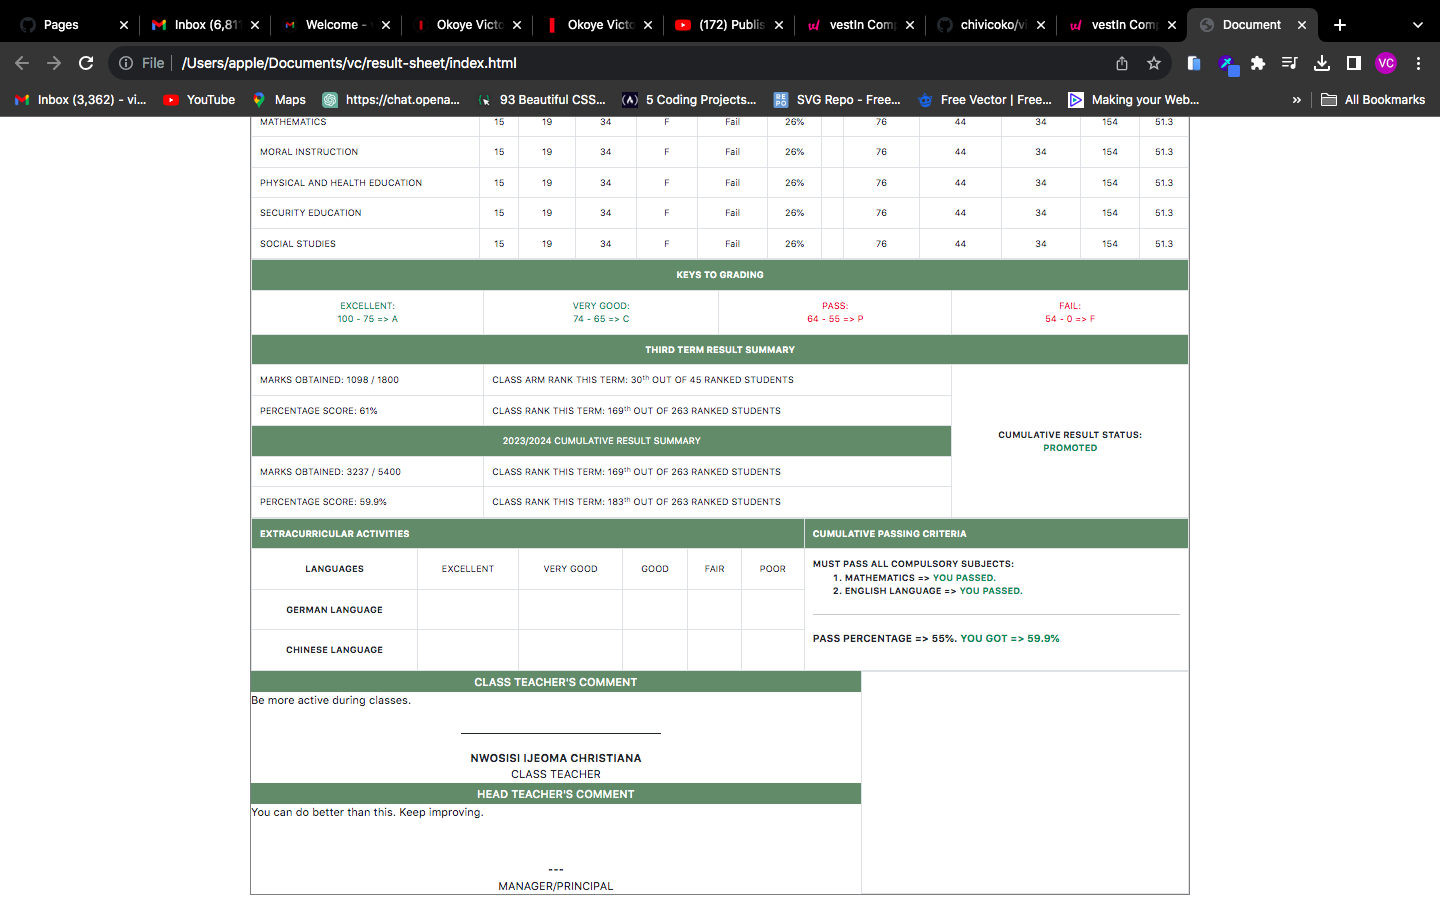 Pages
Inbox (6,811
Welcome -
Okoye Victo
Okoye Victo
(172) Publis
vestIn Com
chivicoko/vi
vestIn Com
Document
File /Users/apple/Documents/vc/result-sheet/index.html
VC
Inbox (3,362) - vi... YouTube Maps https://chat.opena... 93 Beautiful CSS... 5 Coding Projects... SVG Repo - Free... Free Vector | Free... Making your Web... » All Bookmarks
MATHEMATICS 15 19 34 F Fail 26% 76 44 34 154 51.3
MORAL INSTRUCTION 15 19 34 F Fail 26% 76 44 34 154 51.3
PHYSICAL AND HEALTH EDUCATION 15 19 34 F Fail 26% 76 44 34 154 51.3
SECURITY EDUCATION 15 19 34 F Fail 26% 76 44 34 154 51.3
SOCIAL STUDIES 15 19 34 F Fail 26% 76 44 34 154 51.3
KEYS TO GRADING
EXCELLENT:
100 - 75 => A
VERY GOOD:
74 - 65 => C
PASS:
64 - 55 => P
FAIL:
54 - 0 => F
THIRD TERM RESULT SUMMARY
MARKS OBTAINED: 1098 / 1800 CLASS ARM RANK THIS TERM: 30th OUT OF 45 RANKED STUDENTS
PERCENTAGE SCORE: 61% CLASS RANK THIS TERM: 169th OUT OF 263 RANKED STUDENTS
2023/2024 CUMULATIVE RESULT SUMMARY
MARKS OBTAINED: 3237 / 5400 CLASS RANK THIS TERM: 169th OUT OF 263 RANKED STUDENTS
PERCENTAGE SCORE: 59.9% CLASS RANK THIS TERM: 183th OUT OF 263 RANKED STUDENTS
CUMULATIVE RESULT STATUS:
PROMOTED
EXTRACURRICULAR ACTIVITIES
LANGUAGES EXCELLENT VERY GOOD GOOD FAIR POOR
GERMAN LANGUAGE
CHINESE LANGUAGE
CUMULATIVE PASSING CRITERIA
MUST PASS ALL COMPULSORY SUBJECTS:
1. MATHEMATICS => YOU PASSED.
2. ENGLISH LANGUAGE => YOU PASSED.
PASS PERCENTAGE => 55%. YOU GOT => 59.9%
CLASS TEACHER'S COMMENT
Be more active during classes.
NWOSISI IJEOMA CHRISTIANA
CLASS TEACHER
HEAD TEACHER'S COMMENT
You can do better than this. Keep improving.
---
MANAGER/PRINCIPAL